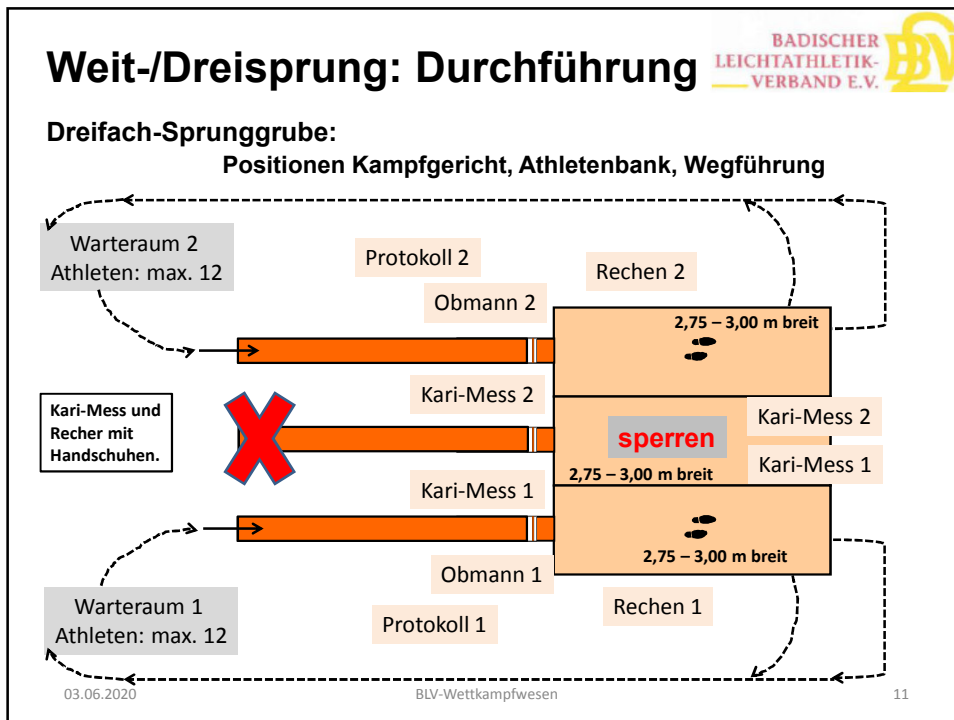 Weit-/Dreisprung: Durchführung
BADISCHER
LEICHTATHLETIK-
VERBAND E.V.
BLV
Dreifach-Sprunggrube:
Positionen Kampfgericht, Athletenbank, Wegführung
Warteraum 2
Athleten: max. 12
Protokoll 2
Rechen 2
Obmann 2
2,75 – 3,00 m breit
Kari-Mess 2
Kari-Mess und
Recher mit
Handschuhen.
sperren
Kari-Mess 2
Kari-Mess 1
2,75 – 3,00 m breit
Kari-Mess 1
2,75 – 3,00 m breit
Obmann 1
Warteraum 1
Athleten: max. 12
Protokoll 1
Rechen 1
03.06.2020
BLV-Wettkampfwesen
11